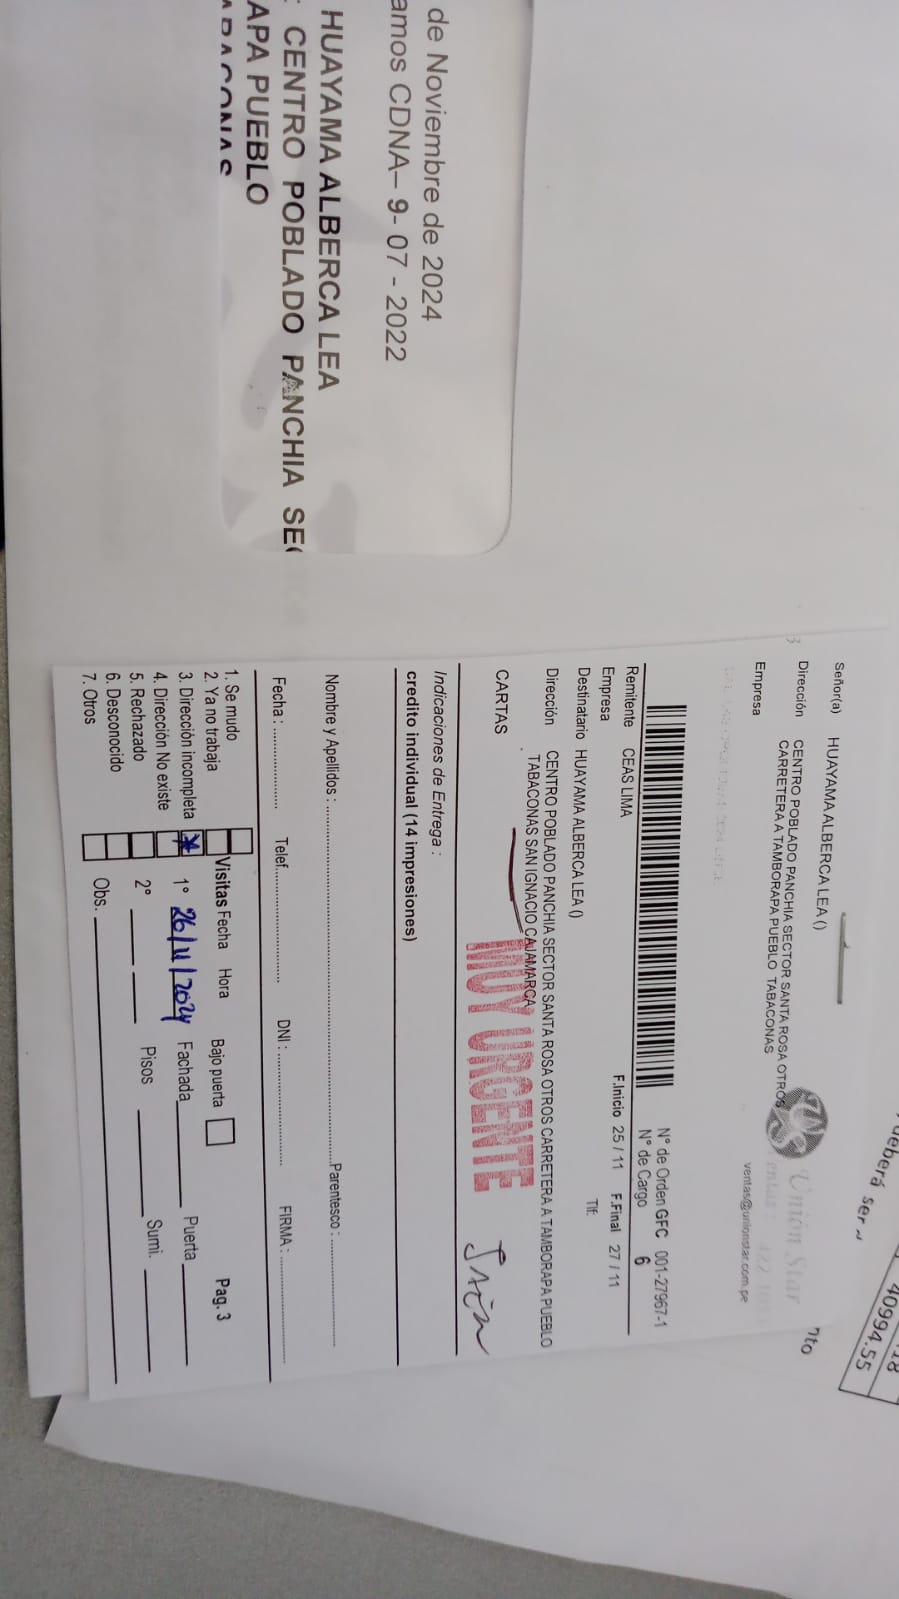 de Noviembre de 2024
amos CDNA– 9- 07 - 2022
HUAYAMA ALBERCA LEA
: CENTRO POBLADO PANCHIA SEC
APA PUEBLO
ABACONAS
deberá ser
40994.55
nto
Señor(a) HUAYAMA ALBERCA LEA ()
Dirección CENTRO POBLADO PANCHIA SECTOR SANTA ROSA OTROS
CARRETERA A TAMBORAPA PUEBLO TABACONAS
Empresa
Union Star
ventas@unionstar.com.pe
N° de Orden GFC 001-27967-1
N° de Cargo 6
Remitente CEAS LIMA F.Inicio 25 / 11 F.Final 27 / 11
Empresa
Destinatario HUAYAMA ALBERCA LEA () Tlf:
Dirección CENTRO POBLADO PANCHIA SECTOR SANTA ROSA OTROS CARRETERA A TAMBORAPA PUEBLO
TABACONAS SAN IGNACIO CAJAMARCA
CARTAS
MUY URGENTE
Indicaciones de Entrega :
credito individual (14 impresiones)
Nombre y Apellidos : Parentesco :
Fecha : Telef. DNI : FIRMA :
1. Se mudo
2. Ya no trabaja Visitas Fecha Hora Bajo puerta Pag. 3
3. Dirección incompleta 1° 26/11/2024 Fachada Puerta
4. Dirección No existe
5. Rechazado 2° Pisos Sumi.
6. Desconocido
7. Otros Obs.